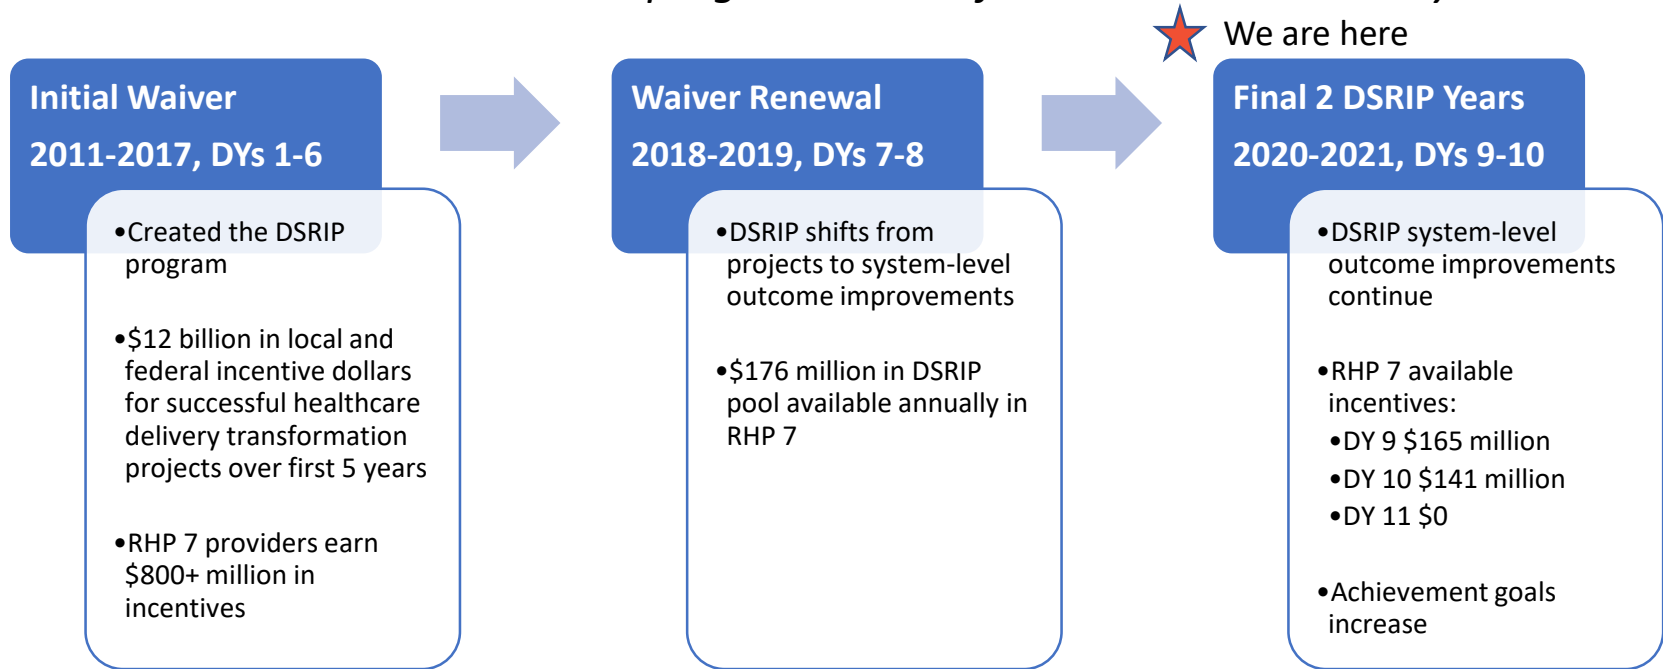 We are here
Initial Waiver
2011-2017, DYs 1-6
•Created the DSRIP
program
•$12 billion in local and
federal incentive dollars
for successful healthcare
delivery transformation
projects over first 5 years
•RHP 7 providers earn
$800+ million in
incentives
Waiver Renewal
2018-2019, DYs 7-8
•DSRIP shifts from
projects to system-level
outcome improvements
•$176 million in DSRIP
pool available annually in
RHP 7
Final 2 DSRIP Years
2020-2021, DYs 9-10
•DSRIP system-level
outcome improvements
continue
•RHP 7 available
incentives:
•DY 9 $165 million
•DY 10 $141 million
•DY 11 $0
•Achievement goals
increase